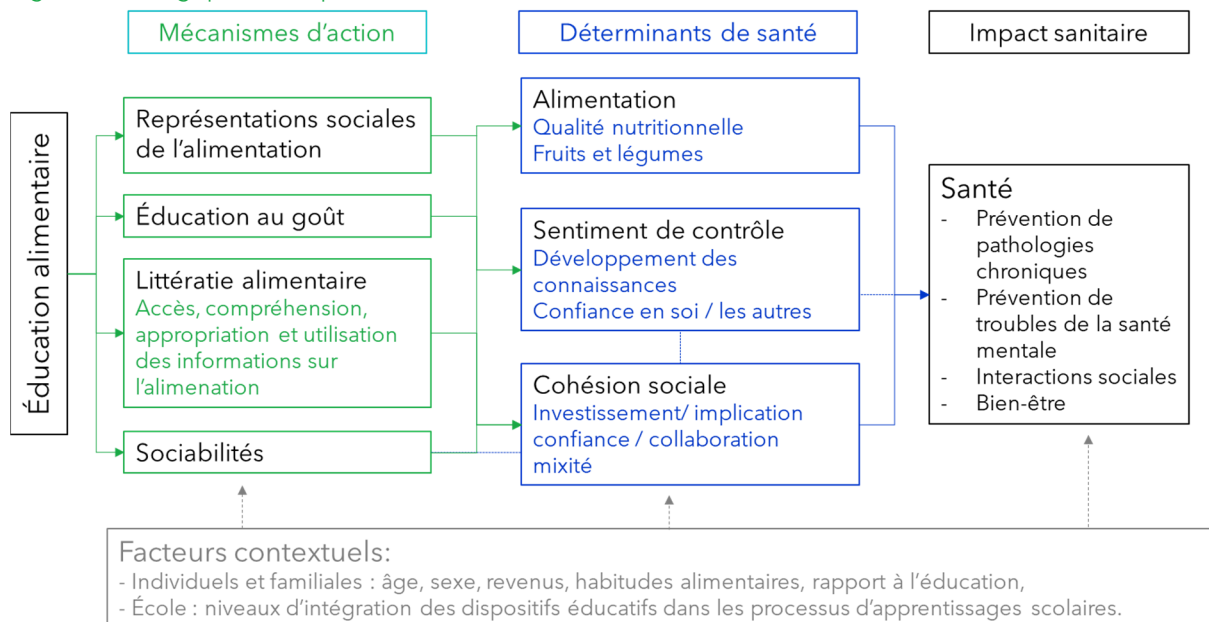 Mécanismes d'action
Déterminants de santé
Impact sanitaire
Éducation alimentaire
Représentations sociales
de l'alimentation
Éducation au goût
Littératie alimentaire
Accès, compréhension,
appropriation et utilisation
des informations sur
l'alimenation
Sociabilités
Alimentation
Qualité nutritionnelle
Fruits et légumes
Sentiment de contrôle
Développement des
connaissances
Confiance en soi / les autres
Cohésion sociale
Investissement/ implication
confiance / collaboration
mixité
Santé
- Prévention de
pathologies
chroniques
- Prévention de
troubles de la santé
mentale
- Interactions sociales
- Bien-être
Facteurs contextuels:
- Individuels et familiales : âge, sexe, revenus, habitudes alimentaires, rapport à l'éducation,
- École : niveaux d'intégration des dispositifs éducatifs dans les processus d'apprentissages scolaires.